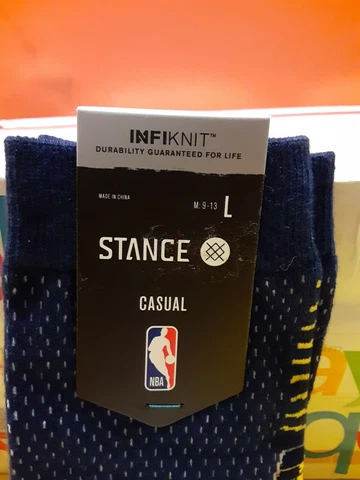 INFIKNIT™
DURABILITY GUARANTEED FOR LIFE
MADE IN CHINA
M: 9-13 L
STANCE
CASUAL
NBA